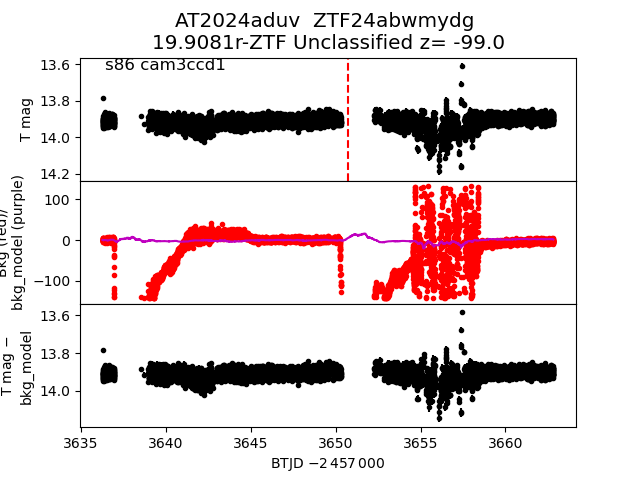 AT2024aduv  ZTF24abwmydg
19.9081r-ZTF Unclassified z= -99.0
s86 cam3ccd1
13.6
13.8
14.0
14.2
T mag
100
0
−100
Bkg (red)/
bkg_model (purple)
13.6
13.8
14.0
T mag −
bkg_model
3635 3640 3645 3650 3655 3660
BTJD −2 457 000